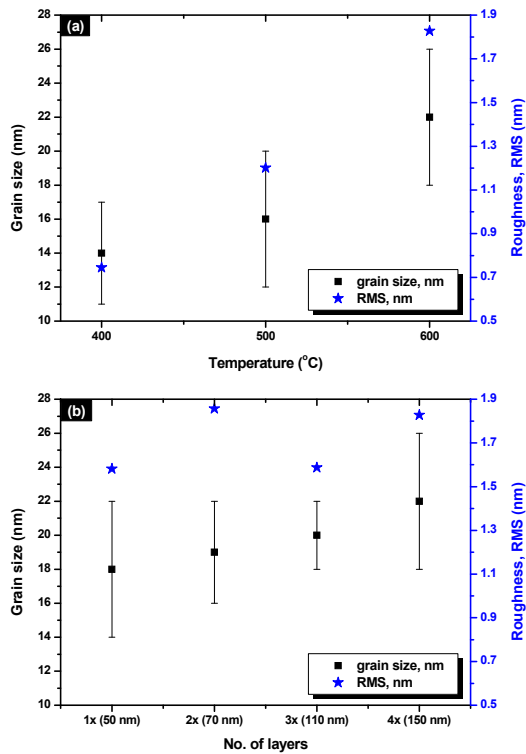 (a)
28
26
24
22
20
18
16
14
12
10
Grain size (nm)
1.9
1.7
1.5
1.3
1.1
0.9
0.7
0.5
Roughness, RMS (nm)
grain size, nm
RMS, nm
400 500 600
Temperature (°C)
(b)
28
26
24
22
20
18
16
14
12
10
Grain size (nm)
1.9
1.7
1.5
1.3
1.1
0.9
0.7
0.5
Roughness, RMS (nm)
grain size, nm
RMS, nm
1x (50 nm) 2x (70 nm) 3x (110 nm) 4x (150 nm)
No. of layers